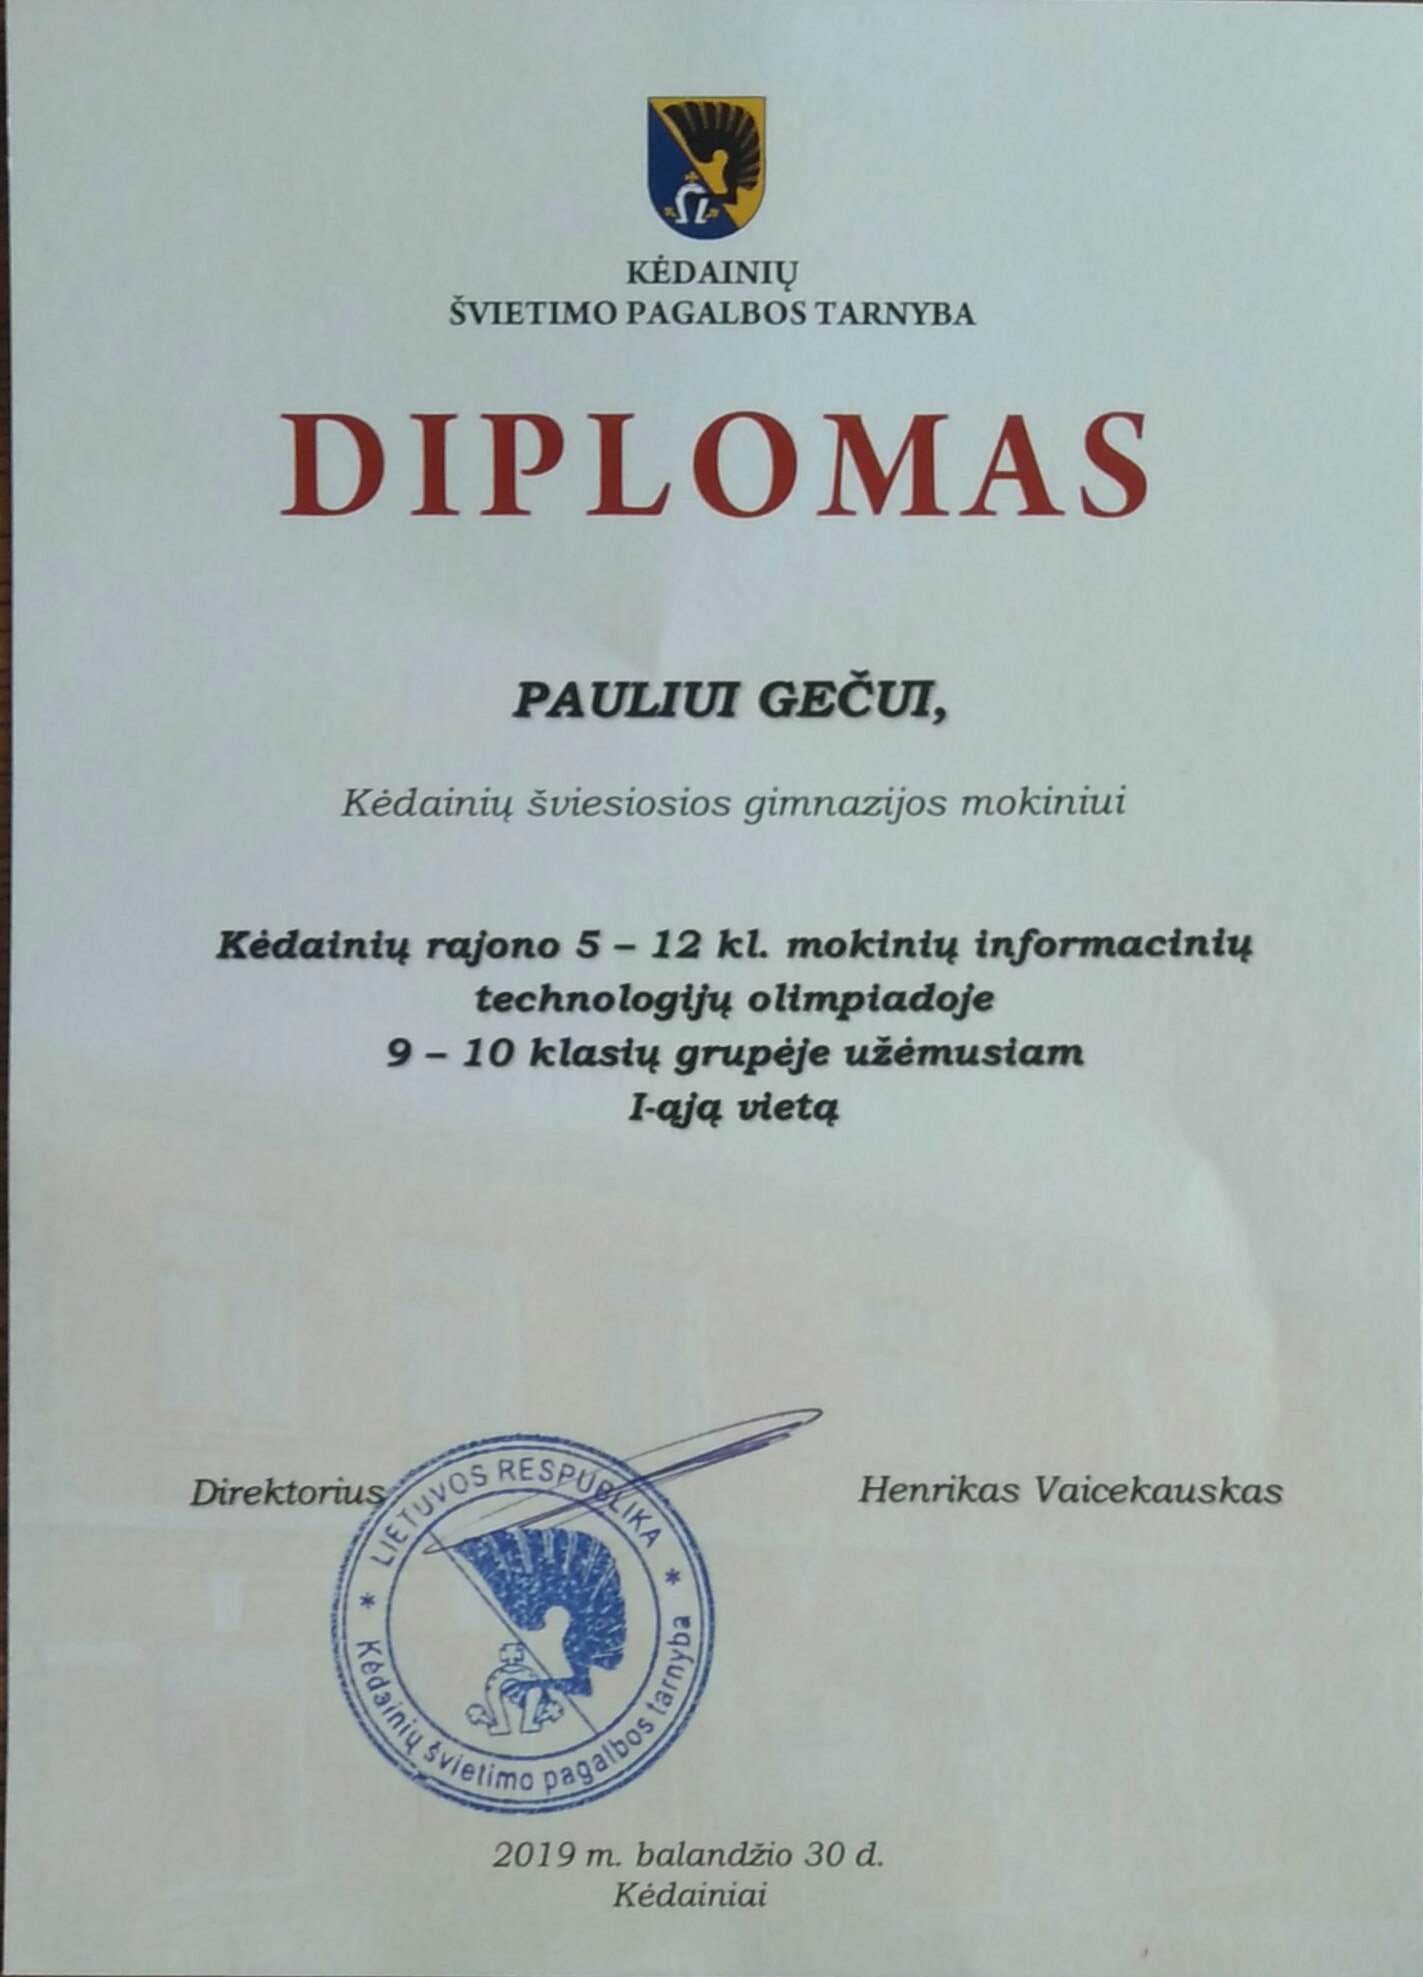 KĖDAINIŲ
ŠVIETIMO PAGALBOS TARNYBA
DIPLOMAS
PAULIUI GEČUI,
Kėdainių šviesiosios gimnazijos mokiniui
Kėdainių rajono 5 – 12 kl. mokinių informacinių
technologijų olimpiadoje
9 – 10 klasių grupėje užėmusiam
I-ąją vietą
Direktorius
Henrikas Vaicekauskas
LIETUVOS RESPUBLIKA
* Kėdainių švietimo pagalbos tarnyba *
2019 m. balandžio 30 d.
Kėdainiai